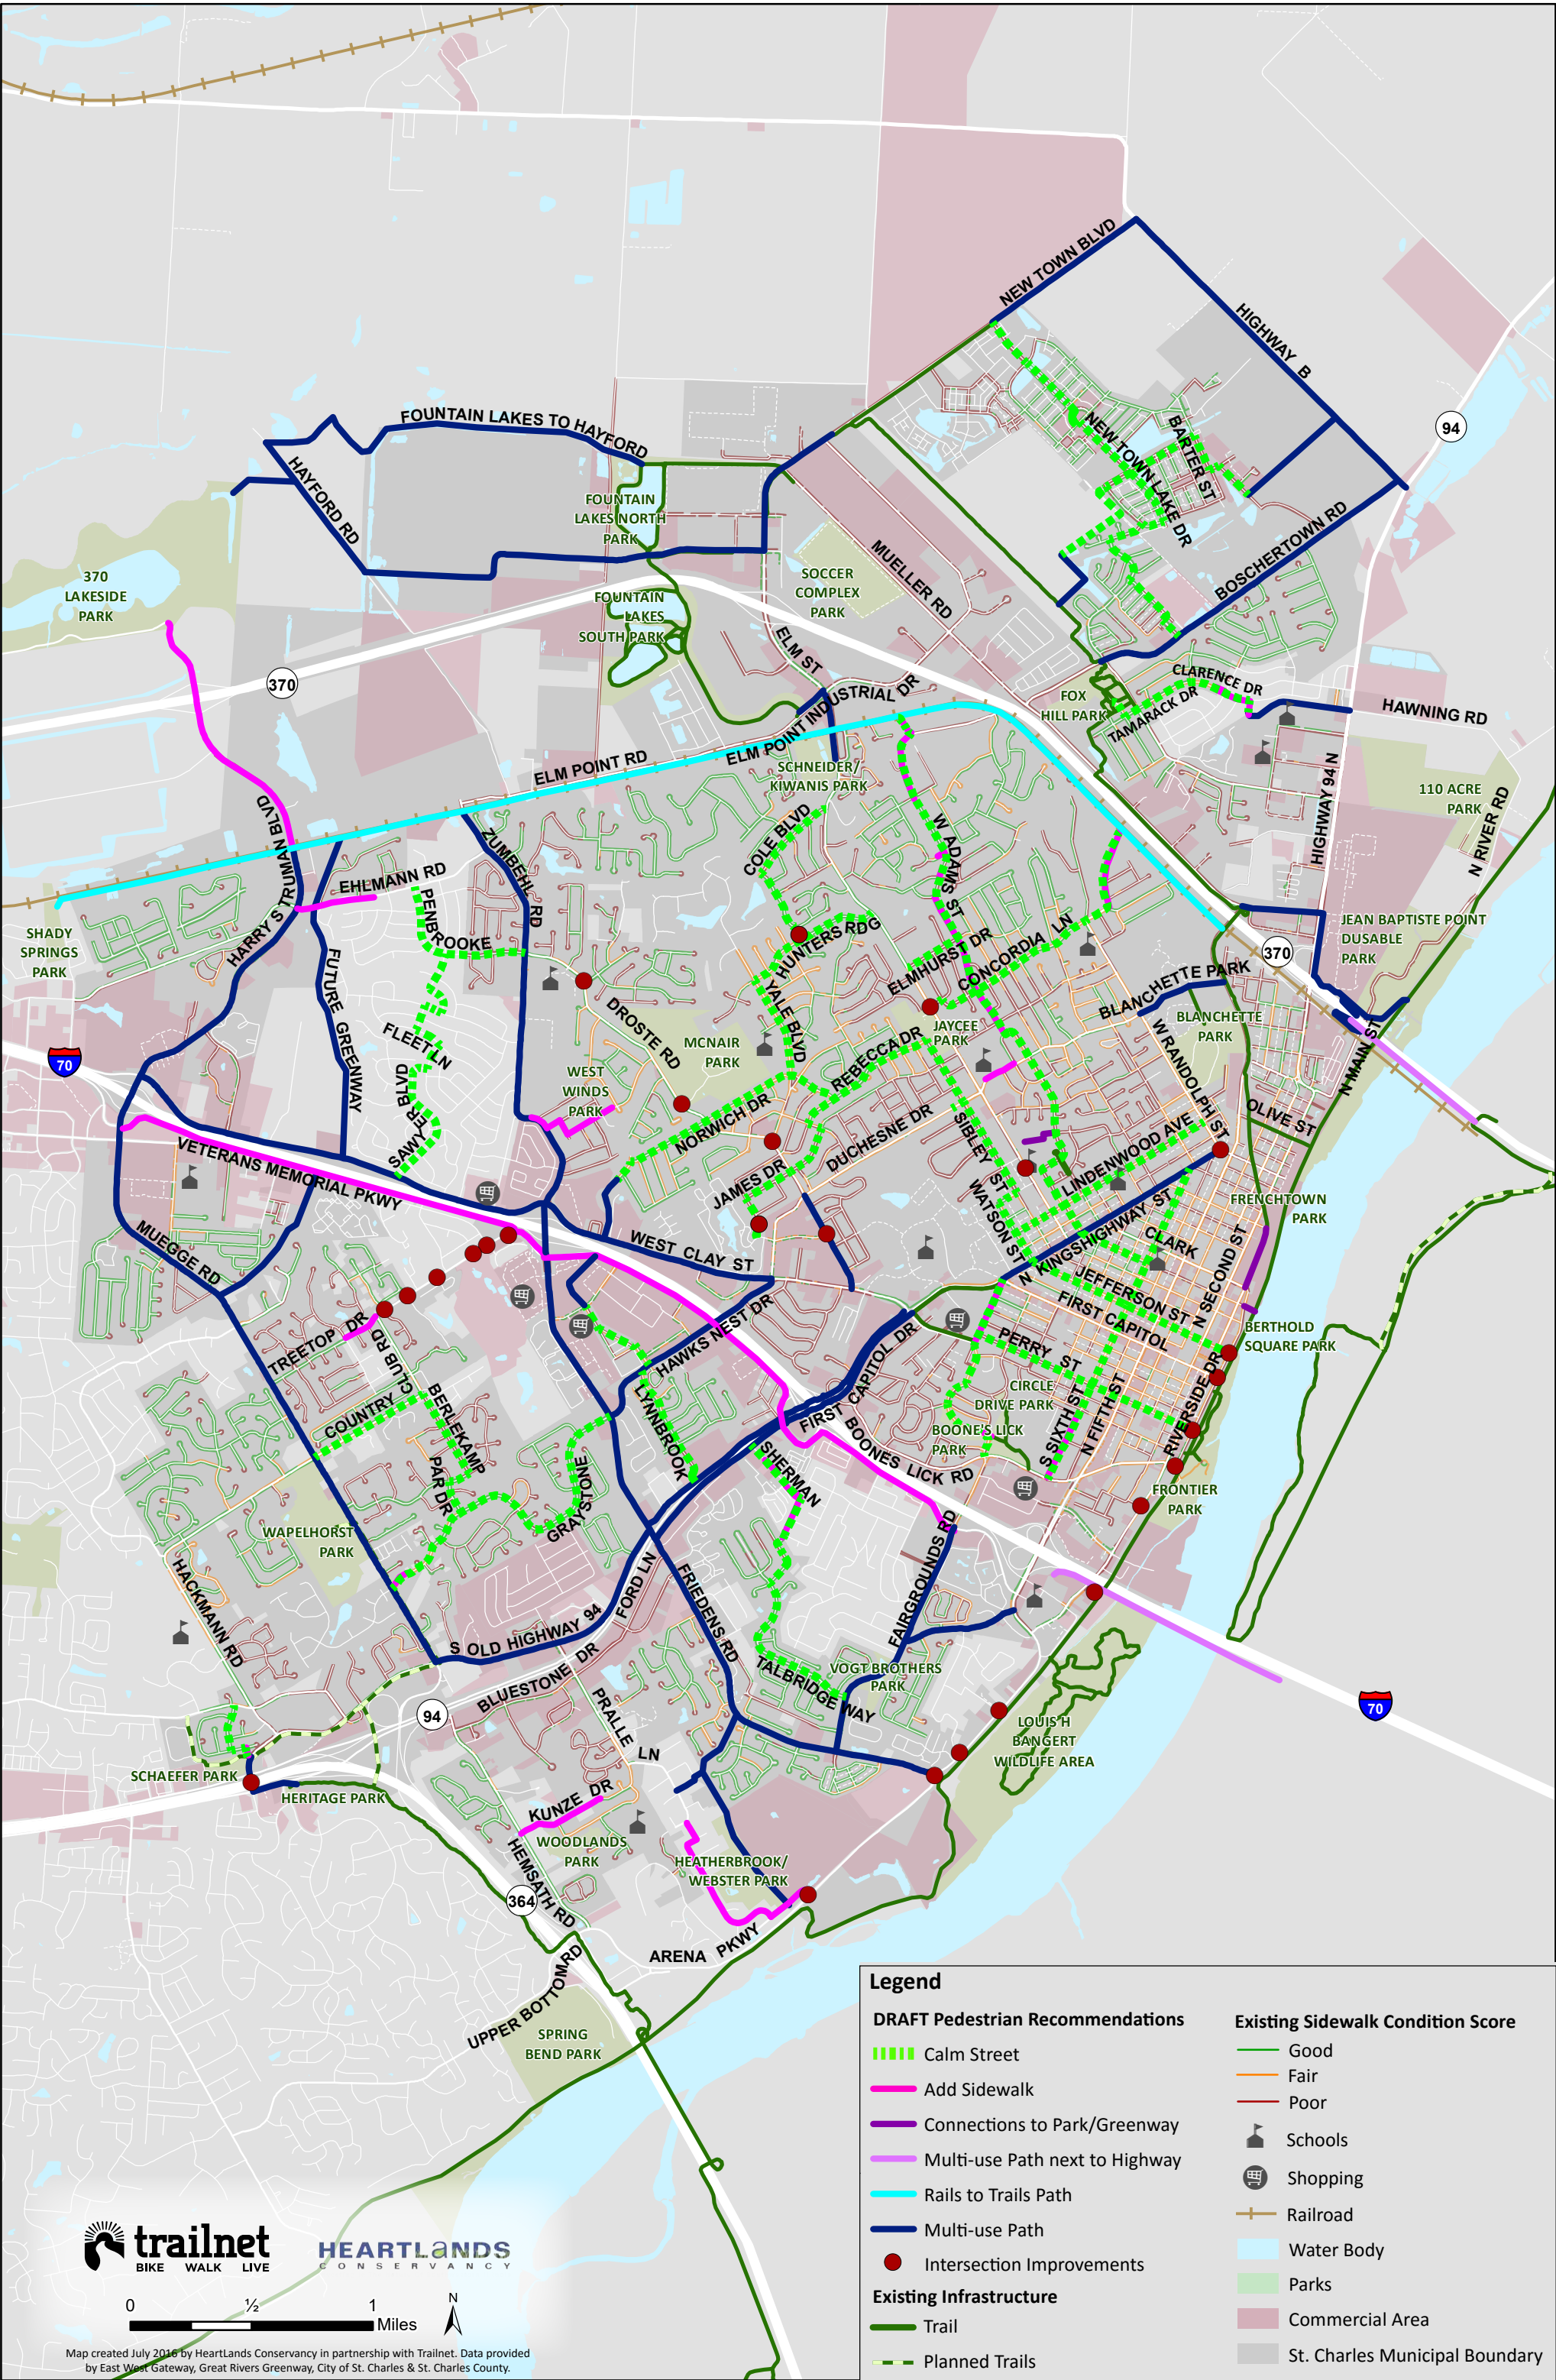 NEW TOWN BLVD
HIGHWAY B
94
FOUNTAIN LAKES TO HAYFORD
HAYFORD RD
NEW TOWN LAKE DR
BARTER ST
BOSCHERTOWN RD
FOUNTAIN
LAKES NORTH
PARK
370
LAKESIDE
PARK
SOCCER
COMPLEX
PARK
MUELLER RD
FOUNTAIN
LAKES
SOUTH PARK
ELM ST
370
FOX
HILL PARK
CLARENCE DR
TAMARACK DR
HAWNING RD
ELM POINT INDUSTRIAL DR
ELM POINT RD
SCHNEIDER/
KIWANIS PARK
110 ACRE
PARK
HIGHWAY 94 N
N RIVER RD
HARRY S TRUMAN BLVD
ZUMBEHL RD
COLE BLVD
W ADAMS ST
EHLMANN RD
PENBROOKE
SHADY
SPRINGS
PARK
HUNTERS RDG
ELMHURST DR
CONCORDIA LN
JEAN BAPTISTE POINT
DUSABLE
PARK
370
FUTURE GREENWAY
YALE BLVD
BLANCHETTE PARK
BLANCHETTE
PARK
DROSTE RD
MCNAIR
PARK
JAYCEE
PARK
REBECCA DR
W RANDOLPH ST
N MAIN ST
FLEET LN
SAWYER BLVD
WEST
WINDS
PARK
70
NORWICH DR
DUCHESNE DR
SIBLEY ST
OLIVE ST
LINDENWOOD AVE
VETERANS MEMORIAL PKWY
JAMES DR
WATSON ST
FRENCHTOWN
PARK
MUEGGE RD
WEST CLAY ST
N KINGSHIGHWAY ST
CLARK
N SECOND ST
JEFFERSON ST
FIRST CAPITOL
HAWKS NEST DR
TREETOP DR
PERRY ST
BERTHOLD
SQUARE PARK
COUNTRY CLUB RD
BERLEKAMP
LYNNBROOK
FIRST CAPITOL DR
CIRCLE
DRIVE PARK
RIVERSIDE DR
BOONE'S LICK
PARK
S SIXTH ST
N FIFTH ST
PAR DR
GRAYSTONE
SHERMAN
BOONES LICK RD
FRONTIER
PARK
WAPELHORST
PARK
HACKMANN RD
FORD LN
FRIEDENS RD
FAIRGROUNDS RD
S OLD HIGHWAY 94
BLUESTONE DR
TALBRIDGE WAY
VOGT BROTHERS
PARK
94
PRALLE LN
LOUIS H
BANGERT
WILDLIFE AREA
70
SCHAEFER PARK
HERITAGE PARK
KUNZE DR
WOODLANDS
PARK
HEATHERBROOK/
WEBSTER PARK
HEMSATH RD
364
ARENA PKWY
UPPER BOTTOM RD
SPRING
BEND PARK
Legend
DRAFT Pedestrian Recommendations
Calm Street
Add Sidewalk
Connections to Park/Greenway
Multi-use Path next to Highway
Rails to Trails Path
Multi-use Path
Intersection Improvements
Existing Infrastructure
Trail
Planned Trails
Existing Sidewalk Condition Score
Good
Fair
Poor
Schools
Shopping
Railroad
Water Body
Parks
Commercial Area
St. Charles Municipal Boundary
trailnet
BIKE WALK LIVE
HEARTLANDS
CONSERVANCY
0 ½ 1
Miles
N
Map created July 2016 by HeartLands Conservancy in partnership with Trailnet. Data provided
by East West Gateway, Great Rivers Greenway, City of St. Charles & St. Charles County.